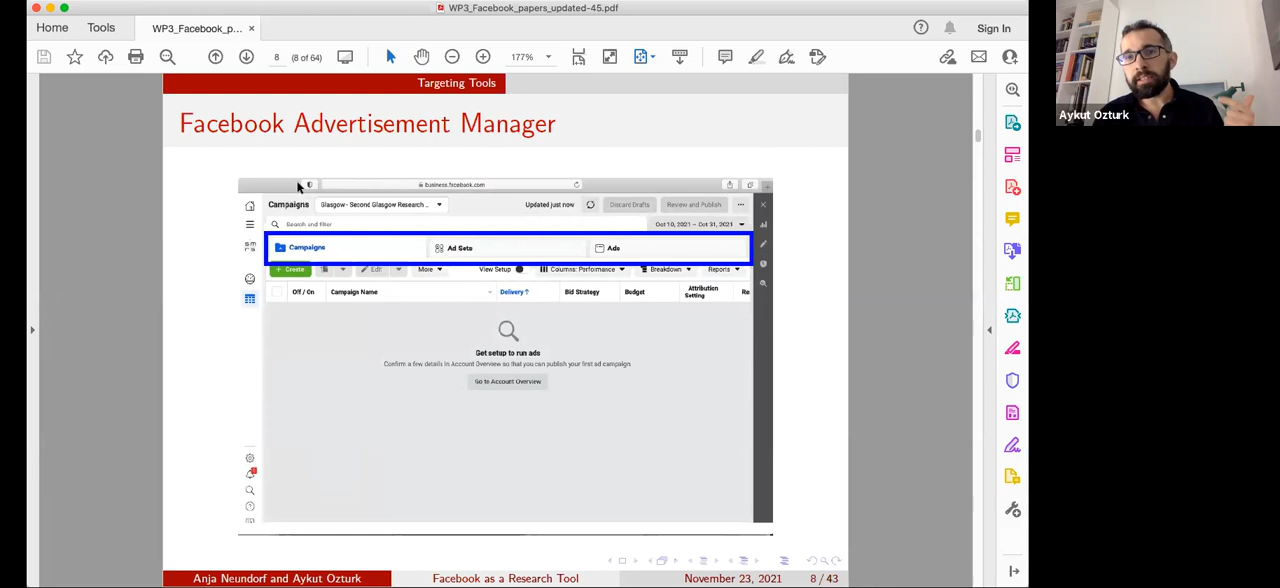 WP3_Facebook_papers_updated-45.pdf
Home Tools WP3_Facebook_p... × Sign In
8 (8 of 64) 177%
Aykut Ozturk
Targeting Tools
Facebook Advertisement Manager
business.facebook.com
Campaigns Glasgow - Second Glasgow Research ... Updated just now Discard Drafts Review and Publish ...
Search and filter Oct 10, 2021 – Oct 31, 2021
Campaigns Ad Sets Ads
+ Create Edit More View Setup Columns: Performance Breakdown Reports
Off / On Campaign Name Delivery ↑ Bid Strategy Budget Attribution Setting Re
Get setup to run ads
Confirm a few details in Account Overview so that you can publish your first ad campaign
Go to Account Overview
Anja Neundorf and Aykut Ozturk Facebook as a Research Tool November 23, 2021 8 / 43